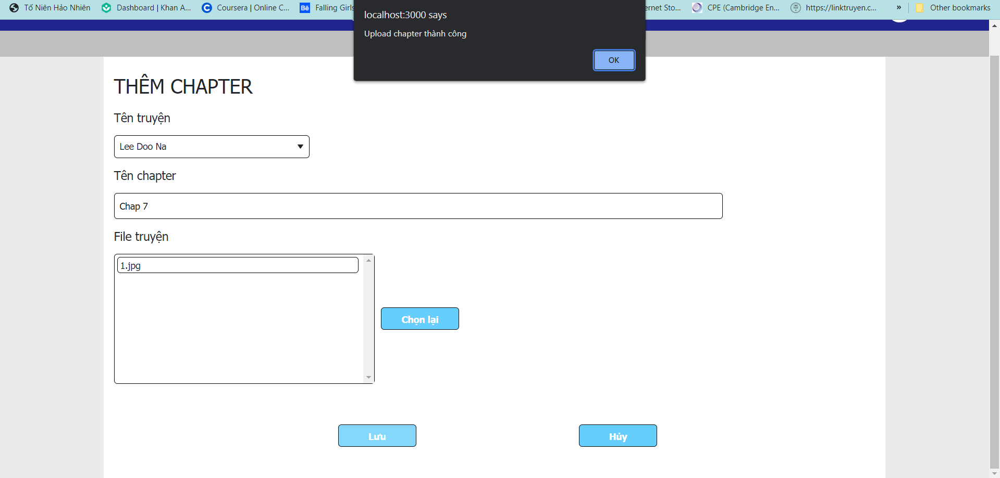 Tố Niên Hảo Nhiên
Dashboard | Khan A...
Coursera | Online C...
Bē
Falling Girls
ernet Sto...
CPE (Cambridge En...
https://linktruyen.c...
»
Other bookmarks
localhost:3000 says
Upload chapter thành công
OK
THÊM CHAPTER
Tên truyện
Lee Doo Na
Tên chapter
Chap 7
File truyện
1.jpg
Chọn lại
Lưu
Hủy